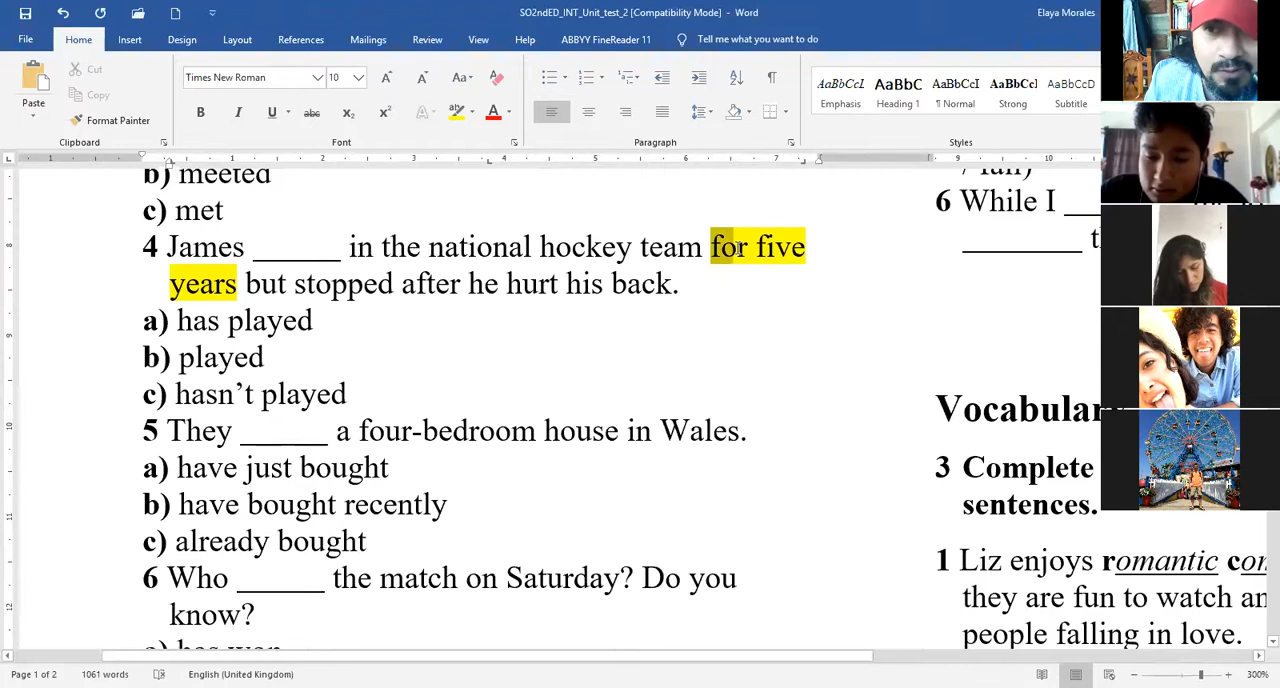 SO2ndED_INT_Unit_test_2 [Compatibility Mode] - Word
Elaya Morales
File Home Insert Design Layout References Mailings Review View Help ABBYY FineReader 11 Tell me what you want to do
Paste
Cut
Copy
Format Painter
Clipboard
Times New Roman 10
Font
Paragraph
AaBbCcI AaBbC AaBbCcI AaBbCcI AaBbCcD
Emphasis Heading 1 ¶ Normal Strong Subtitle
Styles
b) meeted
c) met
4 James ______ in the national hockey team for five
years but stopped after he hurt his back.
a) has played
b) played
c) hasn’t played
5 They ______ a four-bedroom house in Wales.
a) have just bought
b) have bought recently
c) already bought
6 Who ______ the match on Saturday? Do you
know?
a) has won
6 While I
Vocabulary
3 Complete
sentences.
1 Liz enjoys romantic co
they are fun to watch an
people falling in love.
Page 1 of 2 1061 words English (United Kingdom) 300%